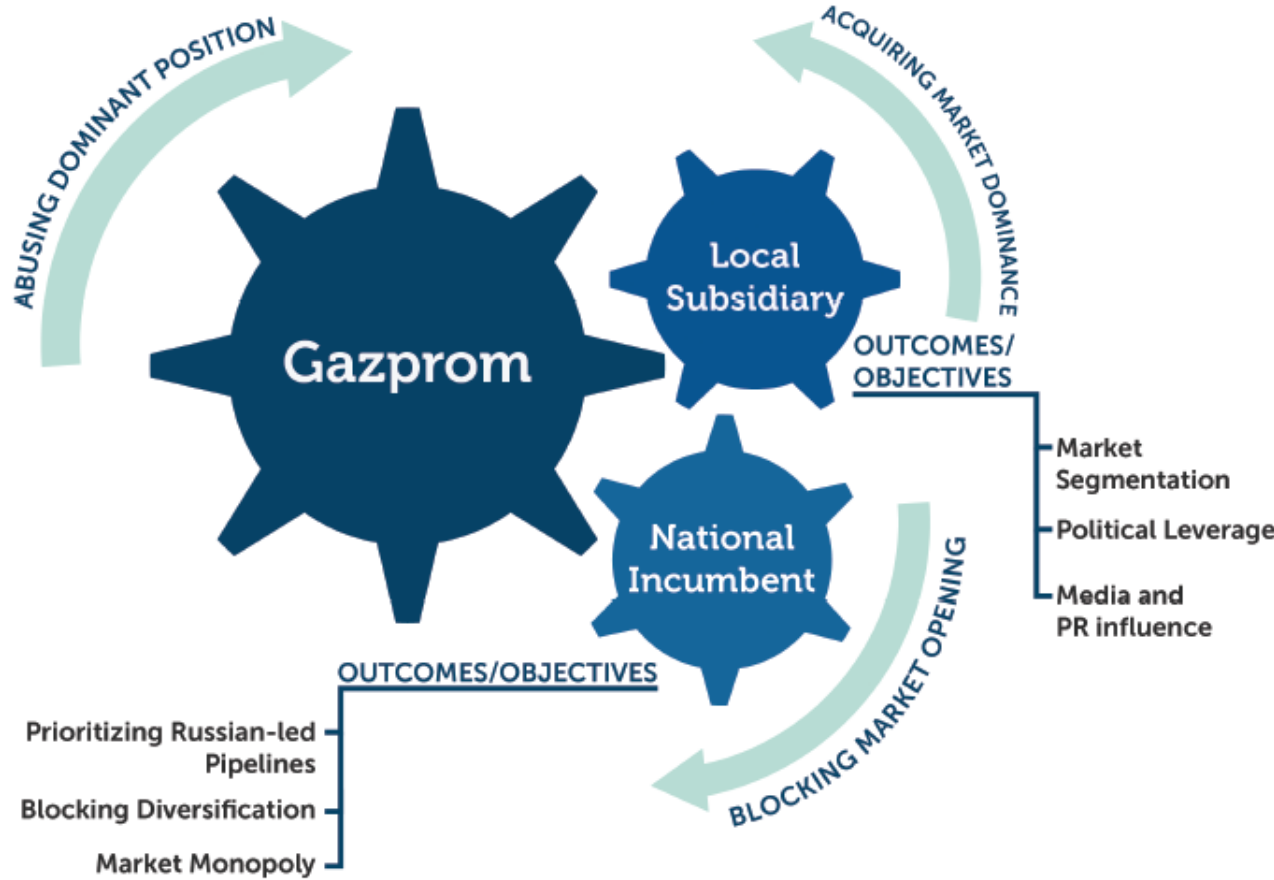 ABUSING DOMINANT POSITION
ACQUIRING MARKET DOMINANCE
Gazprom
Local
Subsidiary
OUTCOMES/
OBJECTIVES
Market
Segmentation
Political Leverage
Media and
PR influence
National
Incumbent
BLOCKING MARKET OPENING
OUTCOMES/OBJECTIVES
Prioritizing Russian-led
Pipelines
Blocking Diversification
Market Monopoly